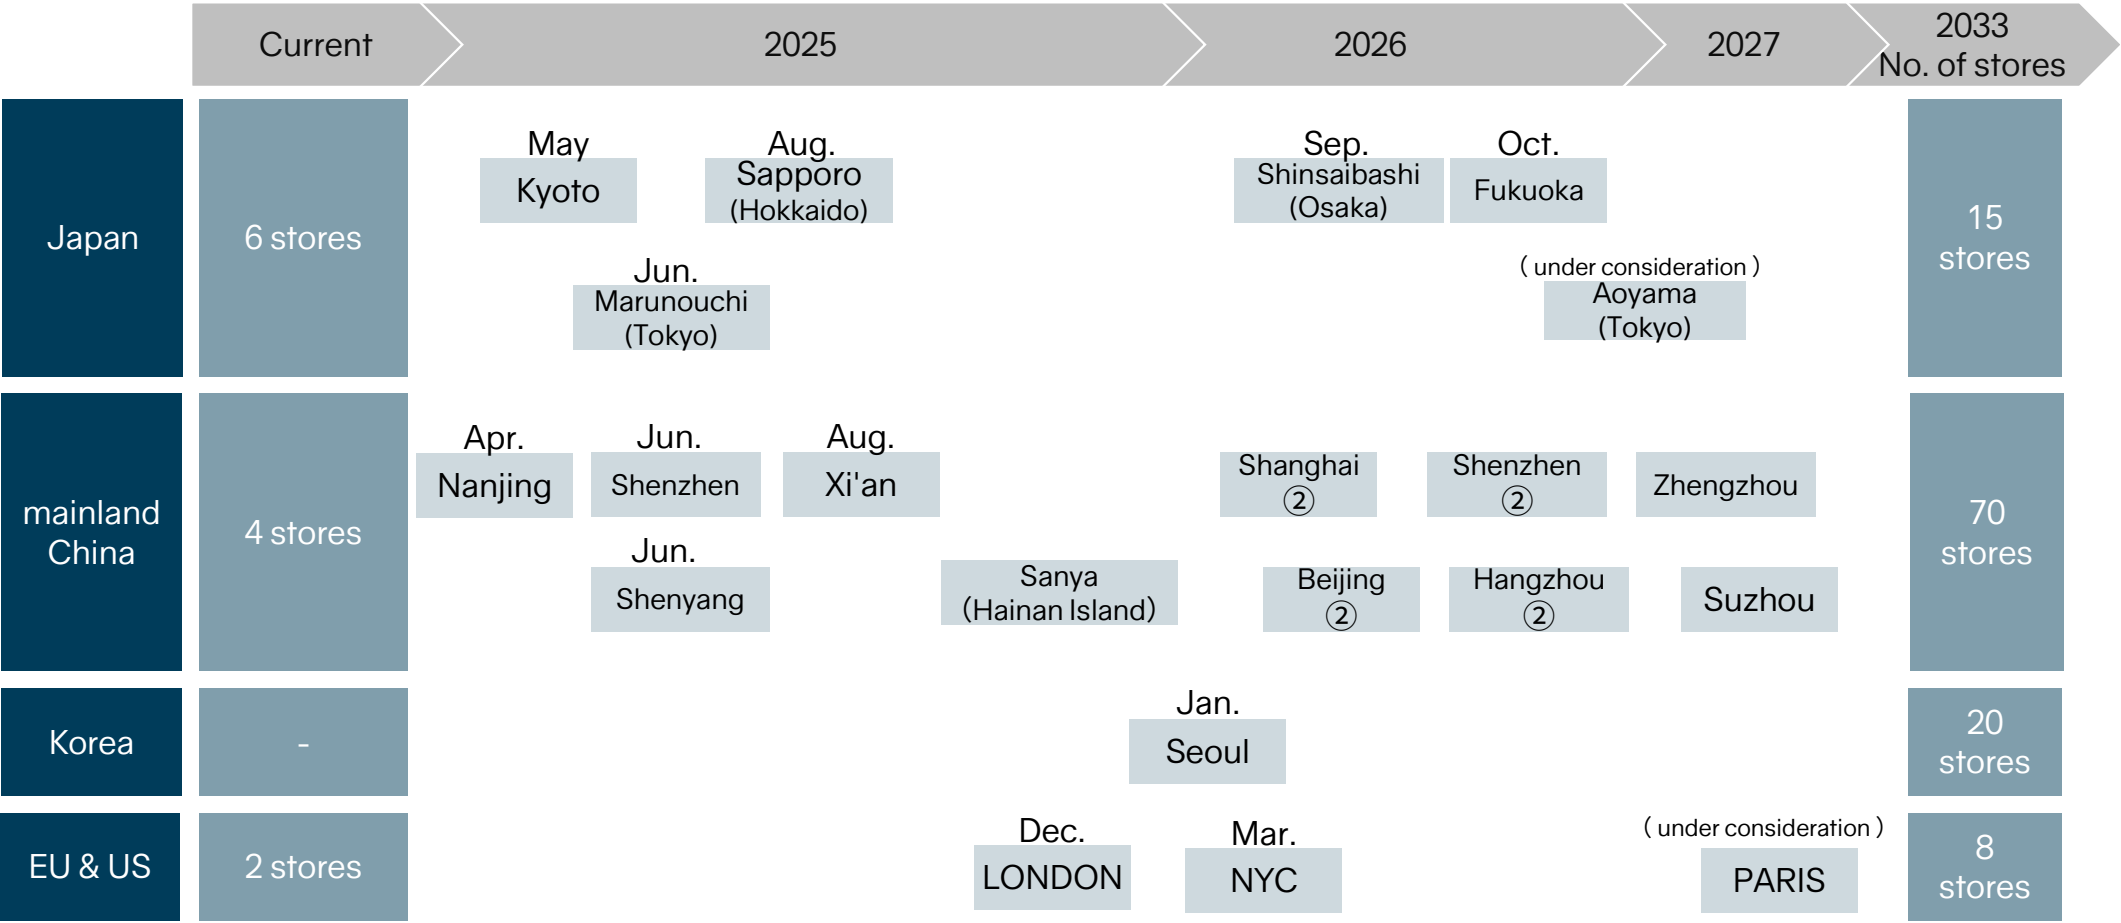 Current
2025
2026
2027
2033
No. of stores
Japan
6 stores
May
Kyoto
Aug.
Sapporo
(Hokkaido)
Jun.
Marunouchi
(Tokyo)
Sep.
Shinsaibashi
(Osaka)
Oct.
Fukuoka
( under consideration )
Aoyama
(Tokyo)
15
stores
mainland
China
4 stores
Apr.
Nanjing
Jun.
Shenzhen
Aug.
Xi'an
Jun.
Shenyang
Sanya
(Hainan Island)
Shanghai
②
Shenzhen
②
Zhengzhou
Beijing
②
Hangzhou
②
Suzhou
70
stores
Korea
-
Jan.
Seoul
20
stores
EU & US
2 stores
Dec.
LONDON
Mar.
NYC
( under consideration )
PARIS
8
stores